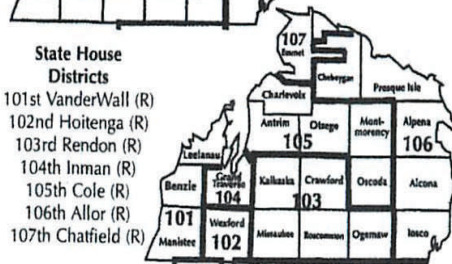 State House
Districts
101st VanderWall (R)
102nd Hoitenga (R)
103rd Rendon (R)
104th Inman (R)
105th Cole (R)
106th Allor (R)
107th Chatfield (R)
107
Emmet
Cheboygan
Presque Isle
Charlevoix
Antrim
Otsego
Mont-
morency
Alpena
105
106
Leelanau
Benzie
Grand
Traverse
104
Kalkaska
Crawford
103
Oscoda
Alcona
101
Manistee
Wexford
102
Missaukee
Roscommon
Ogemaw
Iosco